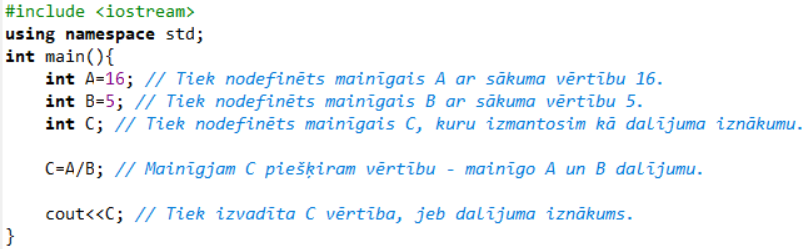 #include <iostream>
using namespace std;
int main(){
int A=16; // Tiek nodefinēts mainīgais A ar sākuma vērtību 16.
int B=5; // Tiek nodefinēts mainīgais B ar sākuma vērtību 5.
int C; // Tiek nodefinēts mainīgais C, kuru izmantosim kā dalījuma iznākumu.
C=A/B; // Mainīgjam C piešķiram vērtību - mainīgo A un B dalījumu.
cout<<C; // Tiek izvadīta C vērtība, jeb dalījuma iznākums.
}